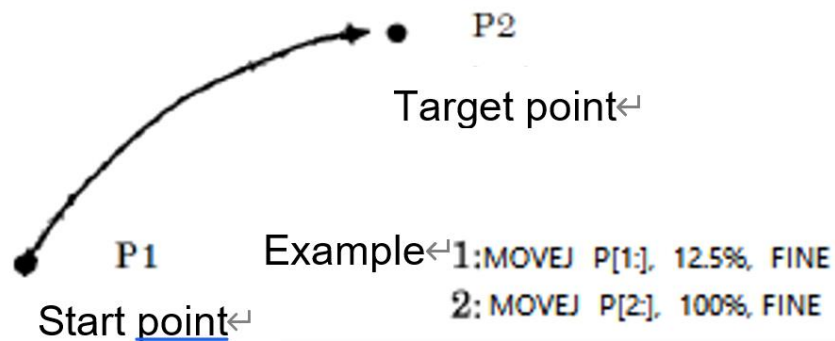 P2
Target point↵
P1
Start point↵
Example↵
1:MOVEJ P[1:], 12.5%, FINE
2: MOVEJ P[2:], 100%, FINE